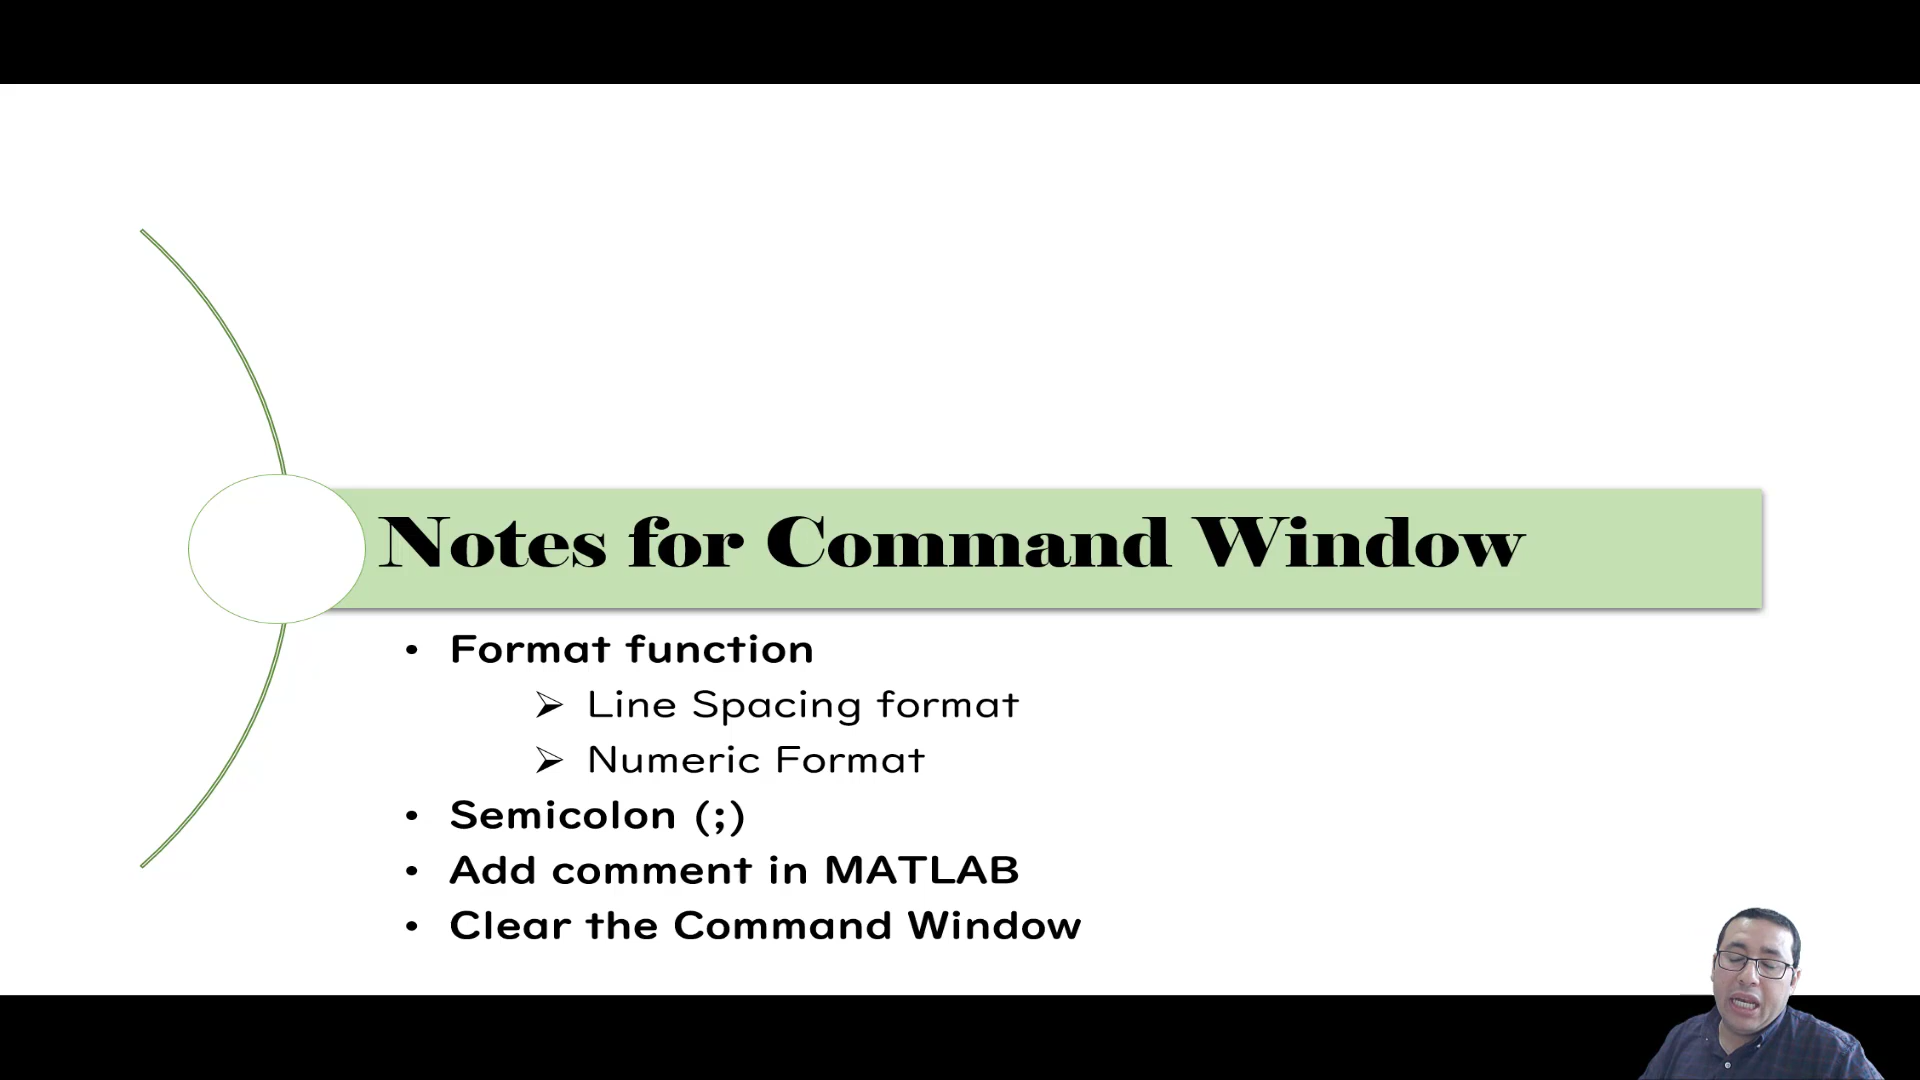 Notes for Command Window
• Format function
➢ Line Spacing format
➢ Numeric Format
• Semicolon (;)
• Add comment in MATLAB
• Clear the Command Window